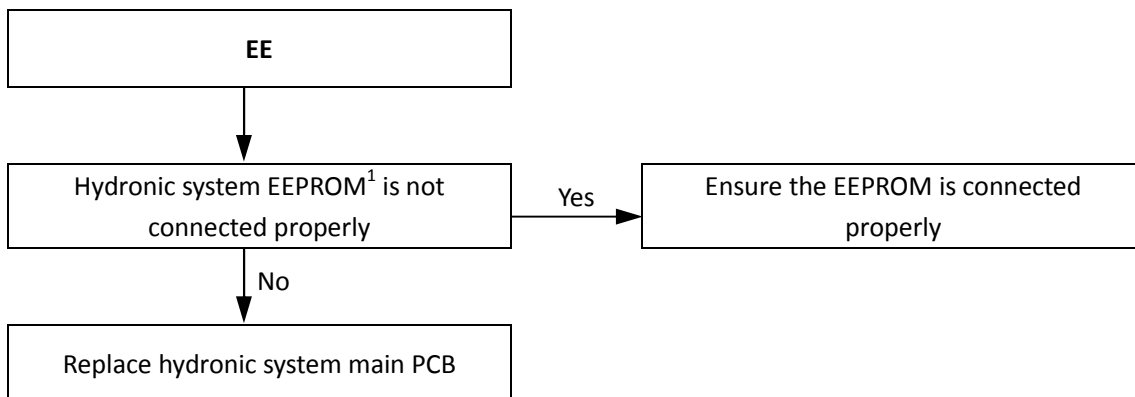 EE
Hydronic system EEPROM¹ is not
connected properly
Yes
Ensure the EEPROM is connected
properly
No
Replace hydronic system main PCB